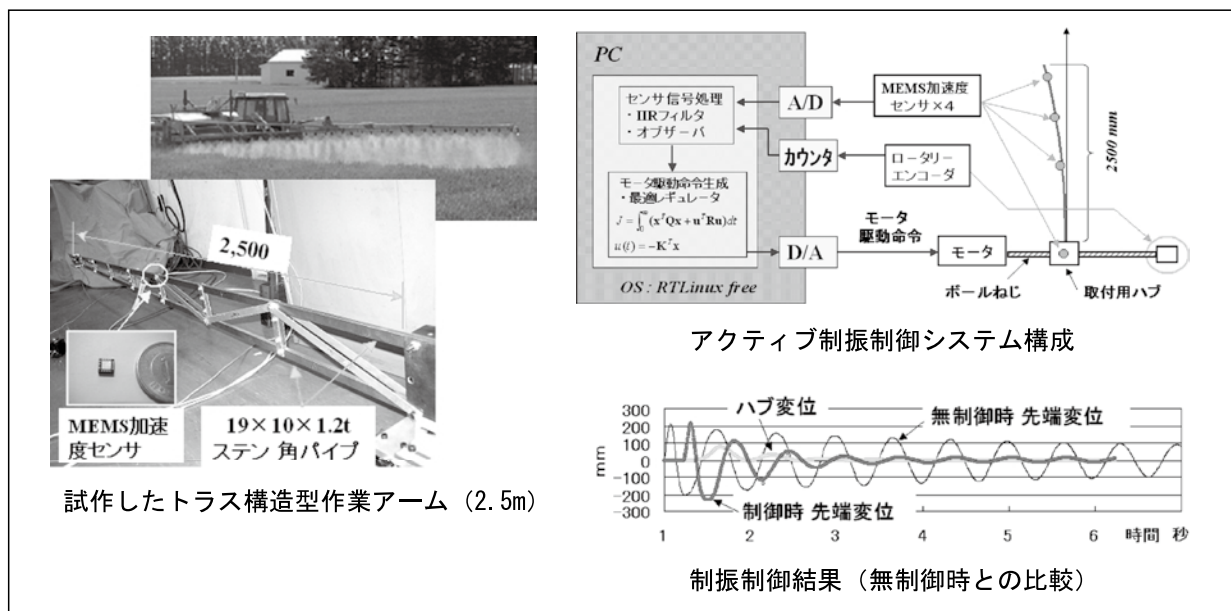 2,500
MEMS加速
度センサ
19×10×1.2t
ステン 角パイプ
試作したトラス構造型作業アーム（2.5m）
PC
センサ信号処理
・IIRフィルタ
・オブザーバ
モータ駆動命令生成
・最適レギュレータ
J = ∫₀^∞ (xᵀQx + uᵀRu)dt
u(t) = −Kᵀx
OS : RTLinux free
A/D
カウンタ
D/A
MEMS加速度
センサ×4
ロータリー
エンコーダ
モータ
駆動命令
モータ
ボールねじ
取付用ハブ
2500 mm
アクティブ制振制御システム構成
mm
300
200
100
0
-100
-200
-300
ハブ変位
無制御時 先端変位
制御時 先端変位
1 2 3 4 5 6 時間 秒
制振制御結果（無制御時との比較）